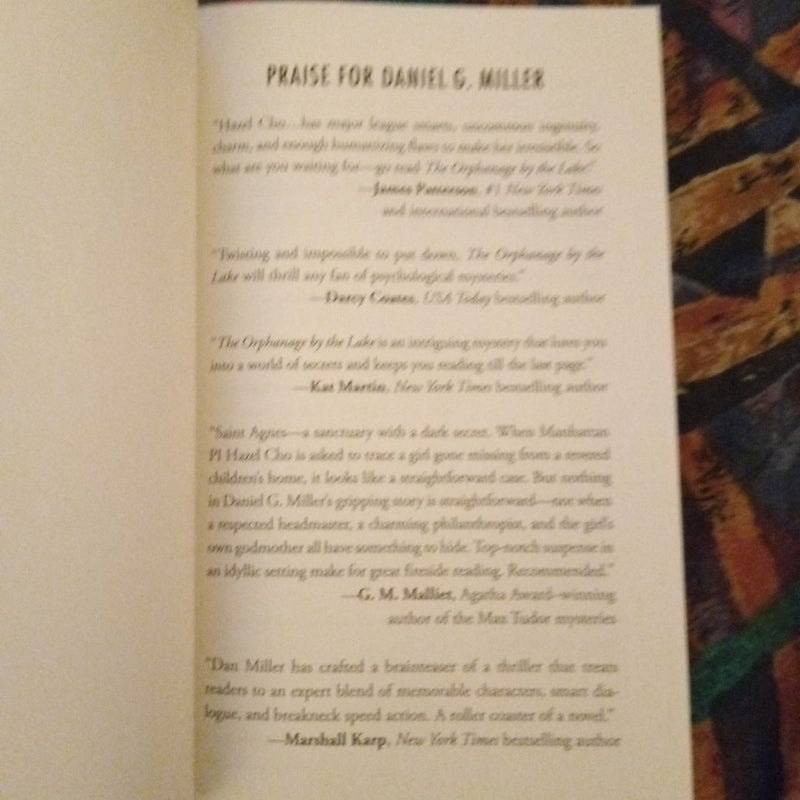 PRAISE FOR DANIEL G. MILLER
"Hazel Cho...has major league smarts, uncommon ingenuity,
charm, and enough humanizing flaws to make her irresistible. So
what are you waiting for—go read The Orphanage by the Lake!"
—James Patterson, #1 New York Times
and international bestselling author
"Twisting and impossible to put down, The Orphanage by the
Lake will thrill any fan of psychological mysteries."
—Darcy Coates, USA Today bestselling author
"The Orphanage by the Lake is an intriguing mystery that lures you
into a world of secrets and keeps you reading till the last page."
—Kat Martin, New York Times bestselling author
"Saint Agnes—a sanctuary with a dark secret. When Manhattan
PI Hazel Cho is asked to trace a girl gone missing from a revered
children's home, it looks like a straightforward case. But nothing
in Daniel G. Miller's gripping story is straightforward—not when
a respected headmaster, a charming philanthropist, and the girl's
own godmother all have something to hide. Top-notch suspense in
an idyllic setting make for great fireside reading. Recommended."
—G. M. Malliet, Agatha Award–winning
author of the Max Tudor mysteries
"Dan Miller has crafted a brainteaser of a thriller that treats
readers to an expert blend of memorable characters, smart dia-
logue, and breakneck speed action. A roller coaster of a novel."
—Marshall Karp, New York Times bestselling author